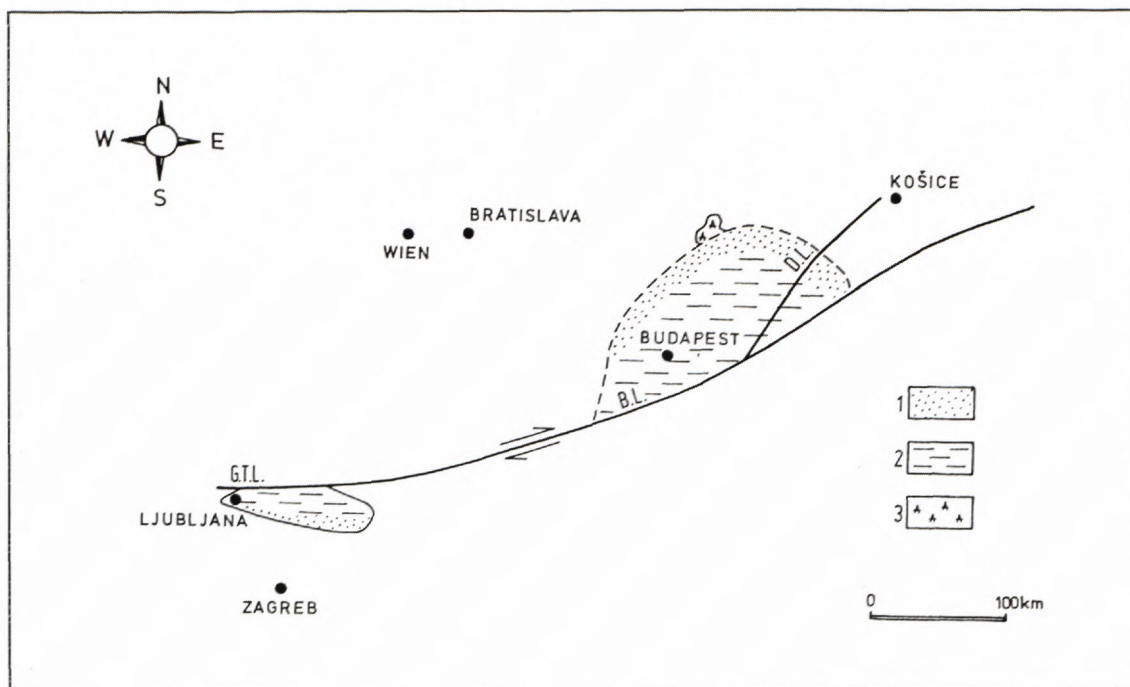 N
W E
S
KOŠICE
BRATISLAVA
WIEN
D.L.
BUDAPEST
B.L.
1
2
3
G.T.L.
LJUBLJANA
ZAGREB
0 100km